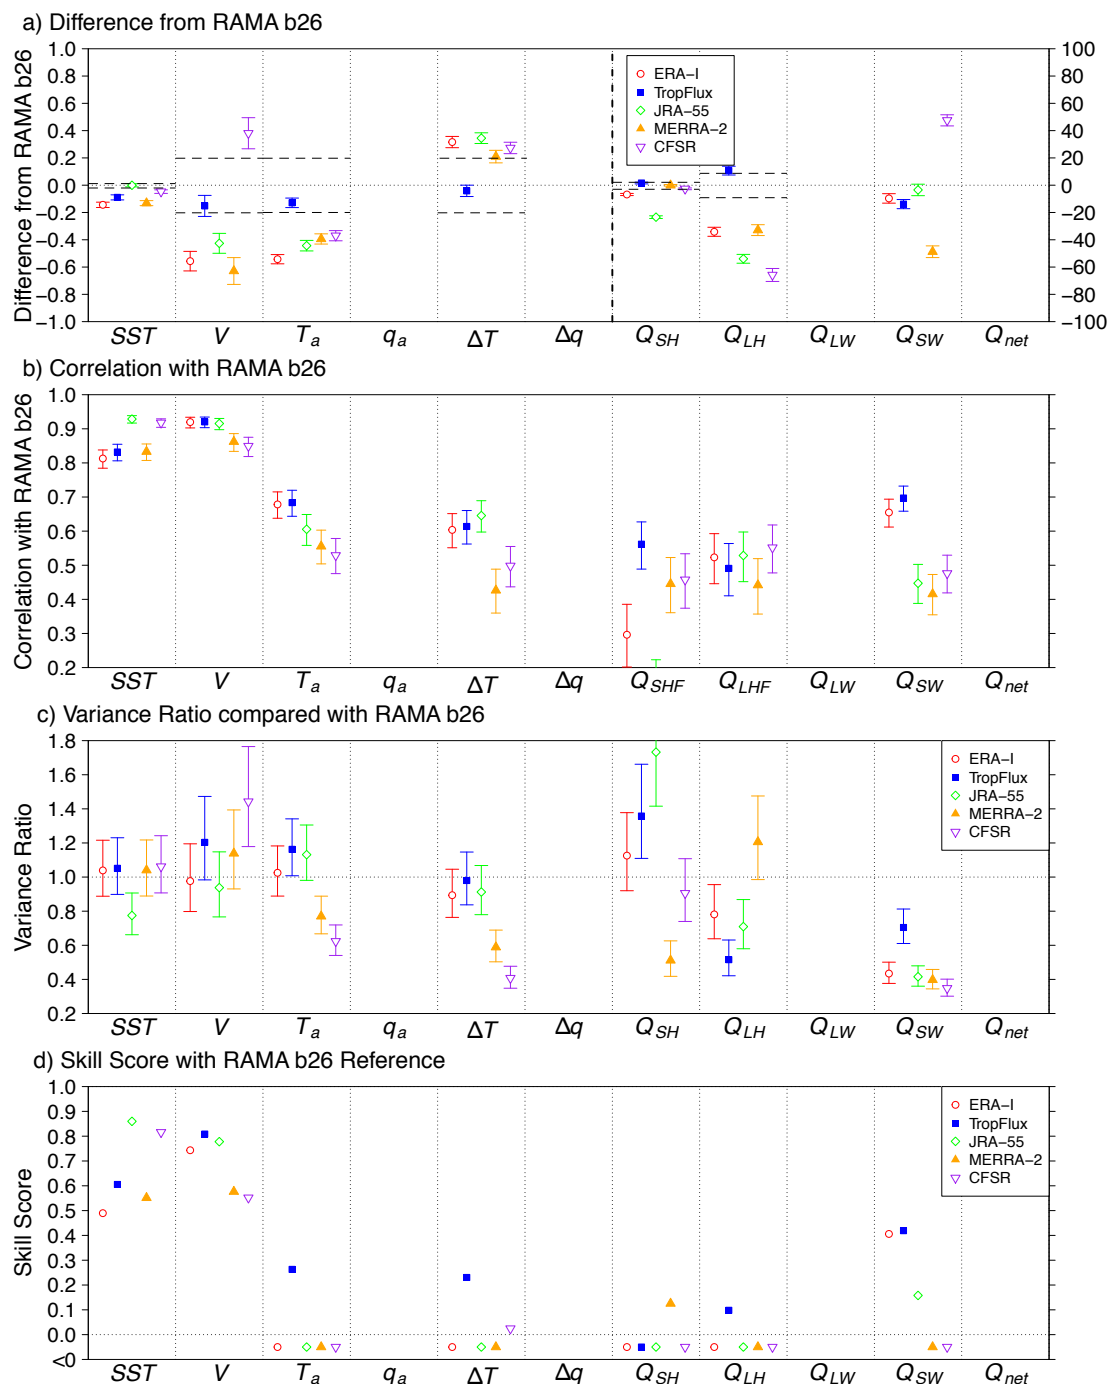 a) Difference from RAMA b26
Difference from RAMA b26
1.0
0.8
0.6
0.4
0.2
0.0
−0.2
−0.4
−0.6
−0.8
−1.0
100
80
60
40
20
0
−20
−40
−60
−80
−100
ERA−I
TropFlux
JRA−55
MERRA−2
CFSR
SST V Ta qa ΔT Δq QSH QLH QLW QSW Qnet
b) Correlation with RAMA b26
Correlation with RAMA b26
1.0
0.9
0.8
0.7
0.6
0.5
0.4
0.3
0.2
SST V Ta qa ΔT Δq QSHF QLHF QLW QSW Qnet
c) Variance Ratio compared with RAMA b26
Variance Ratio
1.8
1.6
1.4
1.2
1.0
0.8
0.6
0.4
0.2
ERA−I
TropFlux
JRA−55
MERRA−2
CFSR
SST V Ta qa ΔT Δq QSH QLH QLW QSW Qnet
d) Skill Score with RAMA b26 Reference
Skill Score
1.0
0.9
0.8
0.7
0.6
0.5
0.4
0.3
0.2
0.1
0.0
<0
ERA−I
TropFlux
JRA−55
MERRA−2
CFSR
SST V Ta qa ΔT Δq QSH QLH QLW QSW Qnet